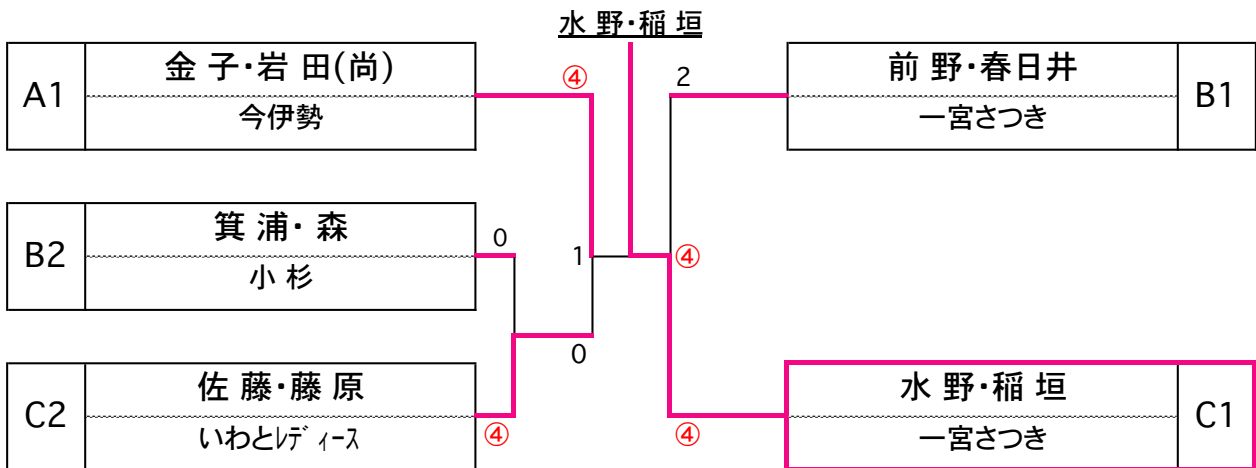 水 野・稲 垣
A1
金 子・岩 田(尚)
今伊勢
④
2
前 野・春日井
一宮さつき
B1
B2
箕 浦・ 森
小 杉
0
1
④
0
C2
佐 藤・藤 原
いわとﾚﾃﾞｨｰｽ
④
④
水 野・稲 垣
一宮さつき
C1